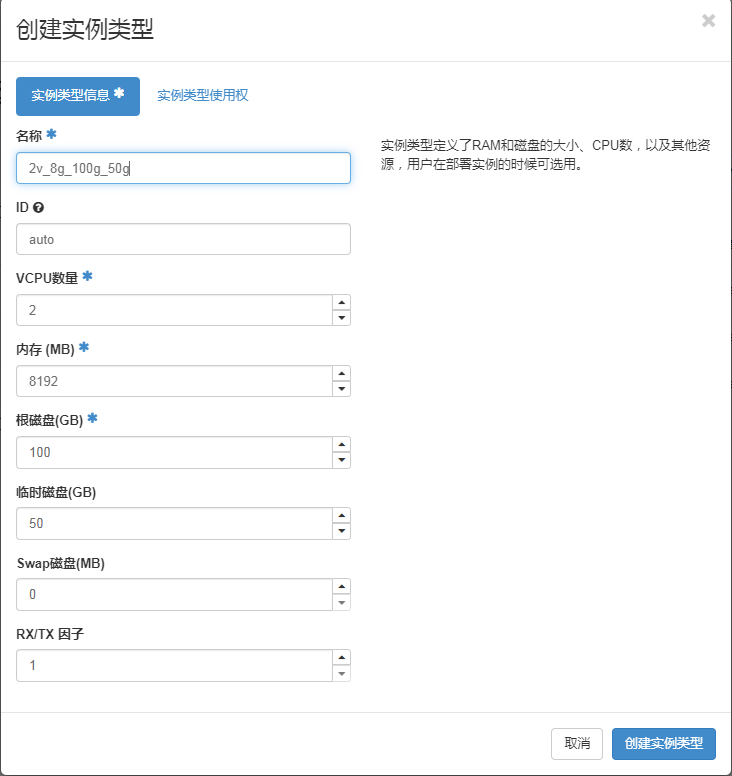 创建实例类型
实例类型信息 *
实例类型使用权
名称 *
2v_8g_100g_50g
ID
auto
VCPU数量 *
2
内存 (MB) *
8192
根磁盘(GB) *
100
临时磁盘(GB)
50
Swap磁盘(MB)
0
RX/TX 因子
1
实例类型定义了RAM和磁盘的大小、CPU数，以及其他资
源，用户在部署实例的时候可选用。
取消
创建实例类型